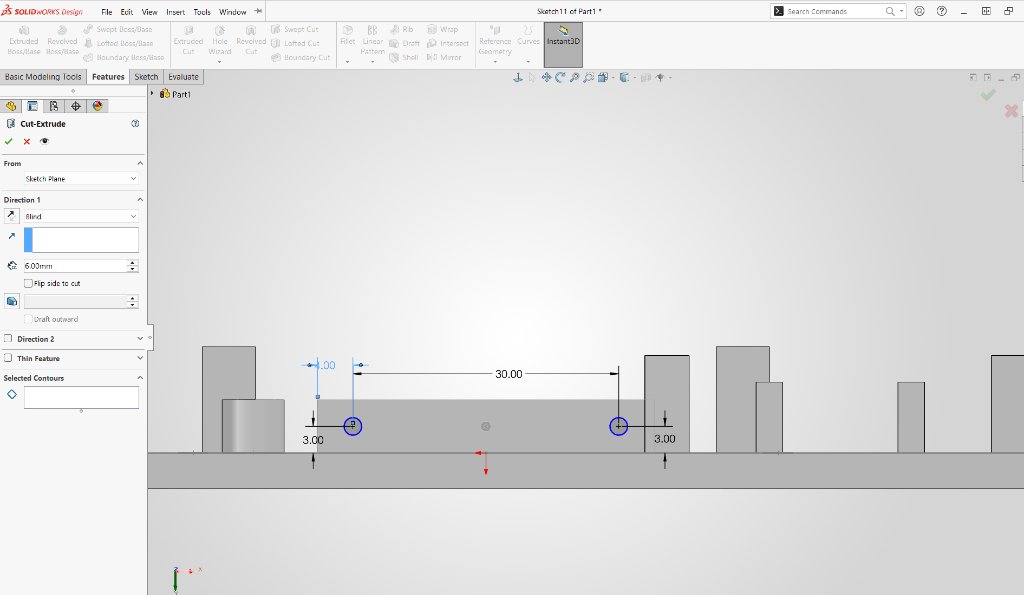 SOLIDWORKS Design File Edit View Insert Tools Window Sketch11 of Part1 * Search Commands
Extruded Boss/Base Revolved Boss/Base Swept Boss/Base Lofted Boss/Base Boundary Boss/Base Extruded Cut Hole Wizard Revolved Cut Swept Cut Lofted Cut Boundary Cut Fillet Linear Pattern Rib Draft Shell Wrap Intersect Mirror Reference Geometry Curves Instant3D
Basic Modeling Tools Features Sketch Evaluate
Part1
Cut-Extrude
From
Sketch Plane
Direction 1
Blind
6.00mm
Flip side to cut
Draft outward
Direction 2
Thin Feature
Selected Contours
.00
30.00
3.00
3.00